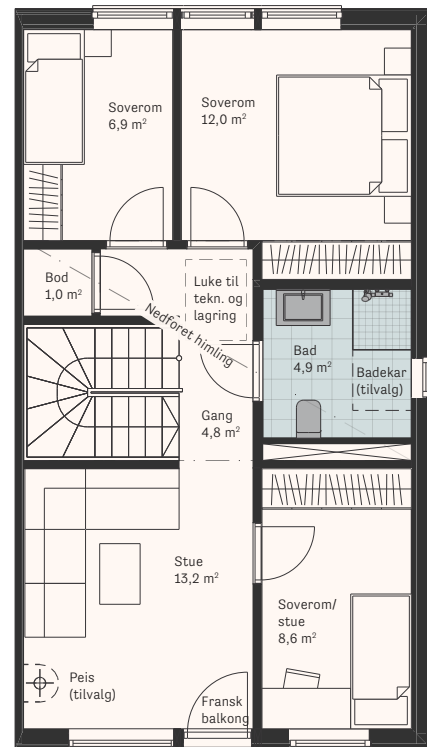 Soverom
6,9 m²
Soverom
12,0 m²
Bod
1,0 m²
Luke til
tekn. og
lagring
Nedforet himling
Bad
4,9 m²
Badekar
(tilvalg)
Gang
4,8 m²
Stue
13,2 m²
Soverom/
stue
8,6 m²
Peis
(tilvalg)
Fransk
balkong